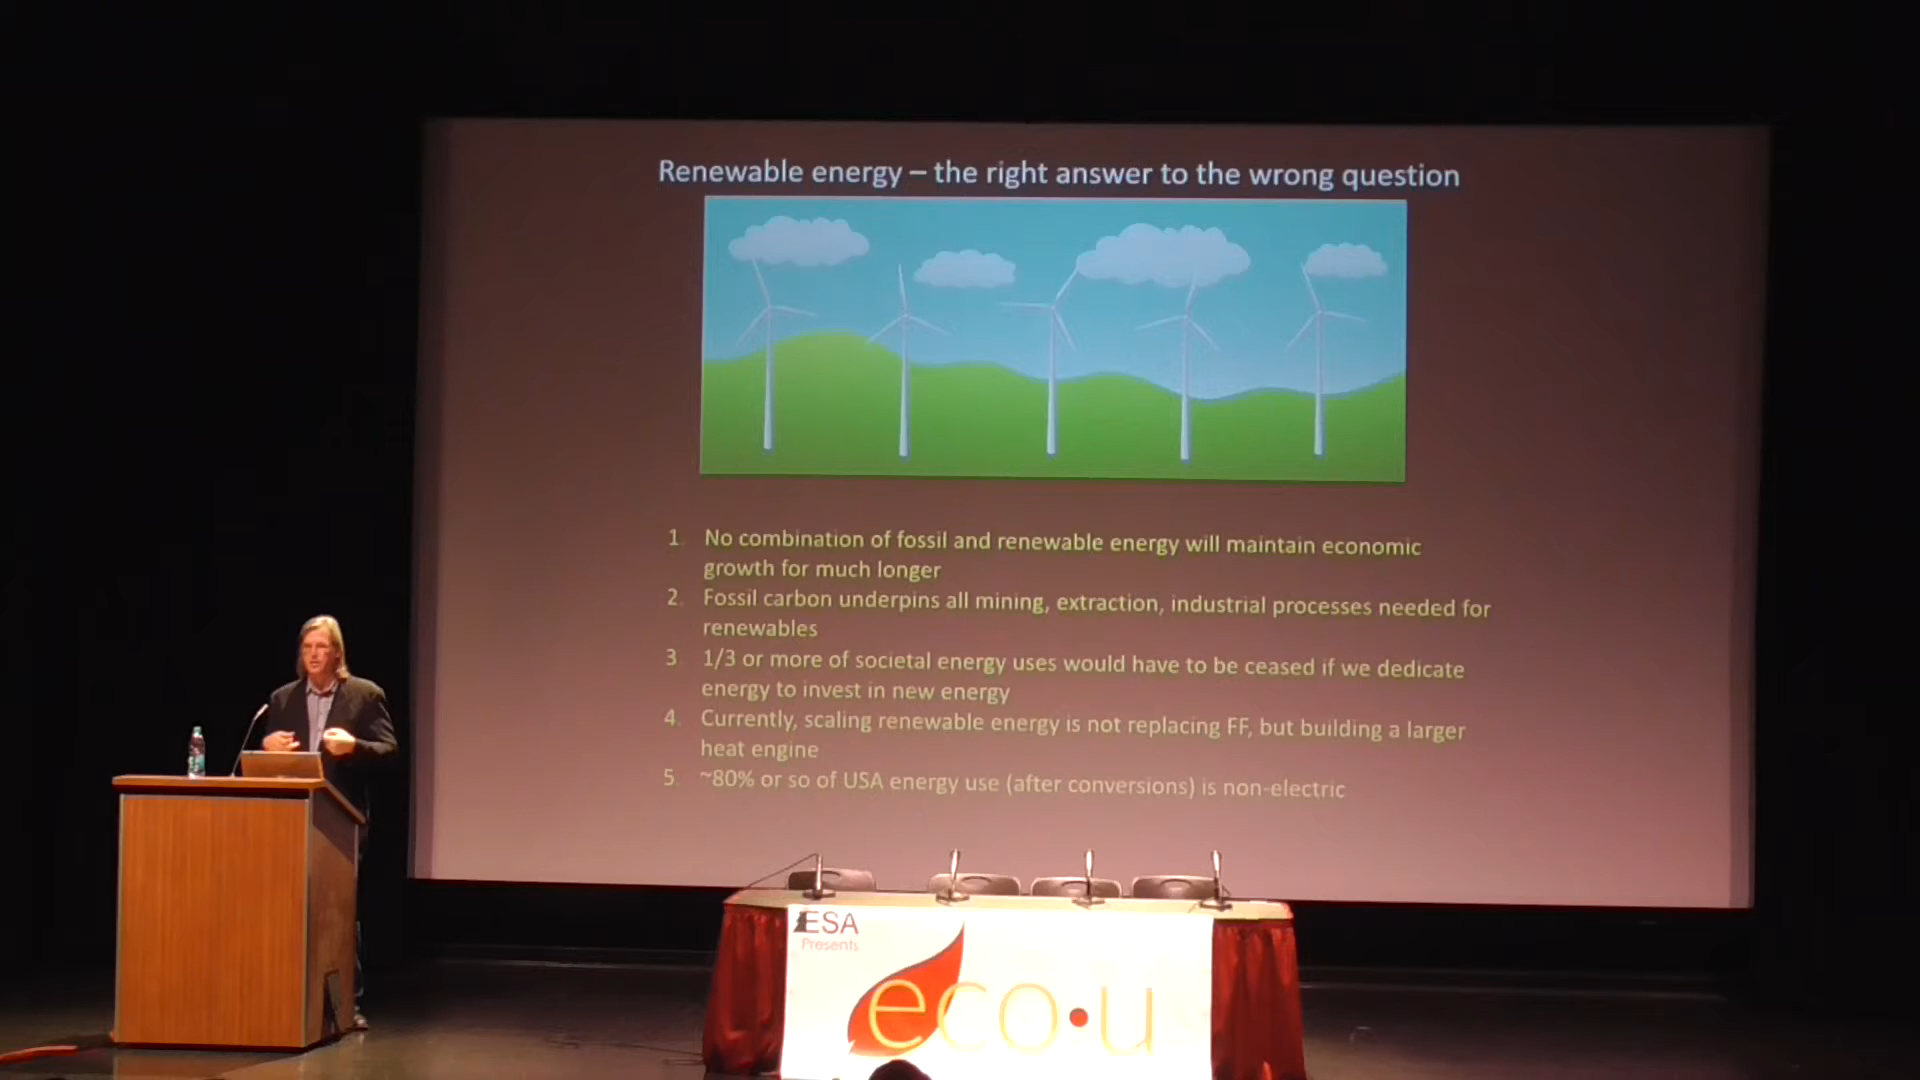 Renewable energy – the right answer to the wrong question
1. No combination of fossil and renewable energy will maintain economic
growth for much longer
2. Fossil carbon underpins all mining, extraction, industrial processes needed for
renewables
3 1/3 or more of societal energy uses would have to be ceased if we dedicate
energy to invest in new energy
4. Currently, scaling renewable energy is not replacing FF, but building a larger
heat engine
5. ~80% or so of USA energy use (after conversions) is non-electric
ESA
Presents
eco•u